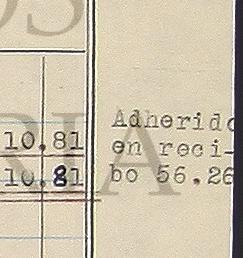 Adherido
10.81 en reci-
10.81 bo 56.26